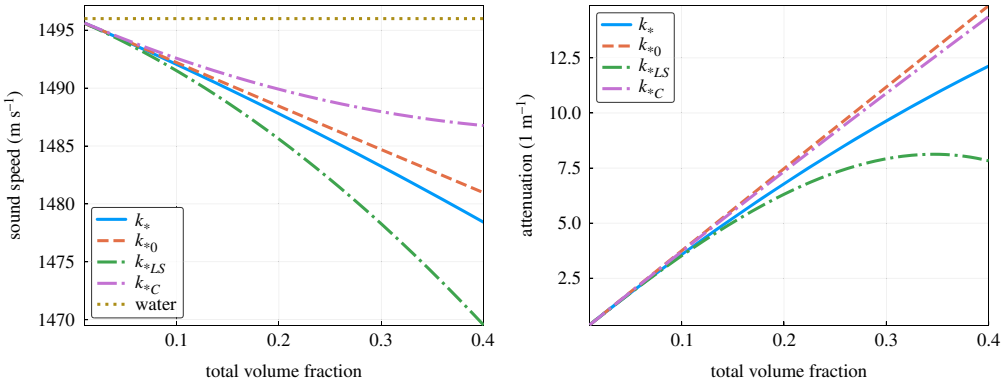 1495
1490
1485
1480
1475
1470
sound speed (m s⁻¹)
k*
k*0
k*LS
k*C
water
0.1 0.2 0.3 0.4
total volume fraction
12.5
10.0
7.5
5.0
2.5
attenuation (1 m⁻¹)
k*
k*0
k*LS
k*C
0.1 0.2 0.3 0.4
total volume fraction